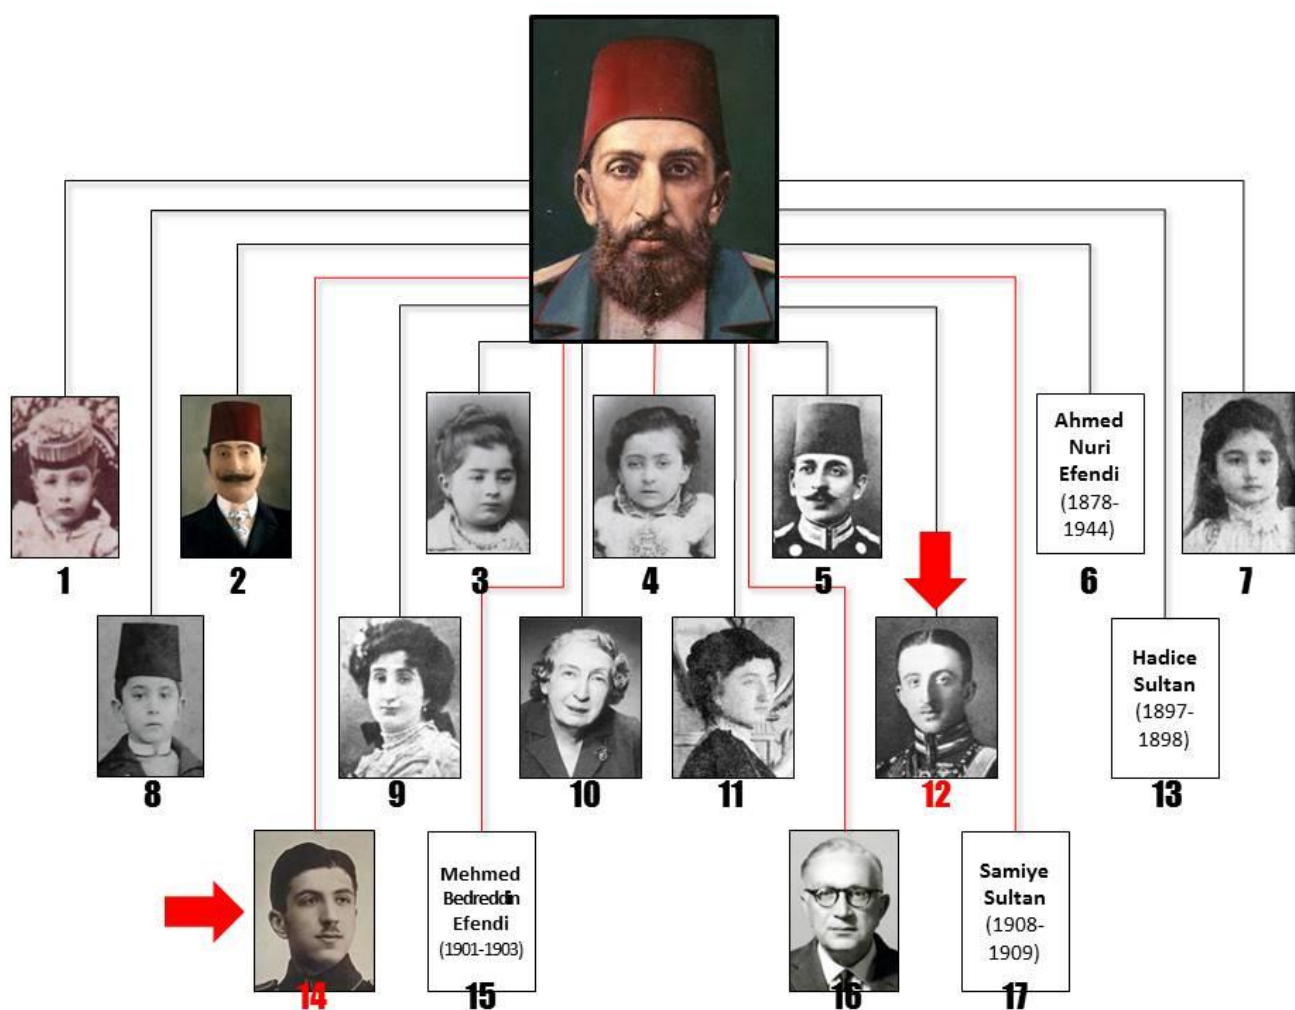 Ahmed
Nuri
Efendi
(1878-
1944)
1
2
3
4
5
6
7
Hadice
Sultan
(1897-
1898)
8
9
10
11
12
13
Mehmed
Bedreddin
Efendi
(1901-1903)
Samiye
Sultan
(1908-
1909)
14
15
16
17